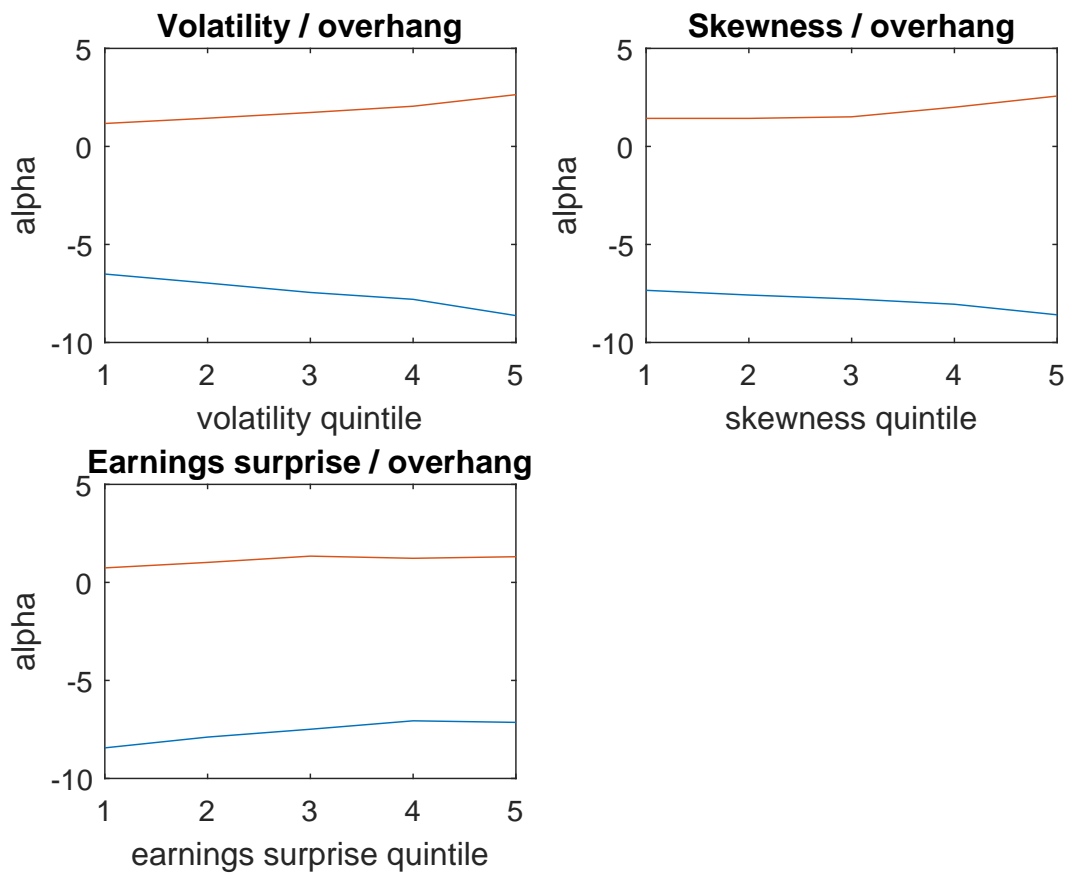 Volatility / overhang
5
0
-5
-10
alpha
1 2 3 4 5
volatility quintile
Skewness / overhang
5
0
-5
-10
alpha
1 2 3 4 5
skewness quintile
Earnings surprise / overhang
5
0
-5
-10
alpha
1 2 3 4 5
earnings surprise quintile